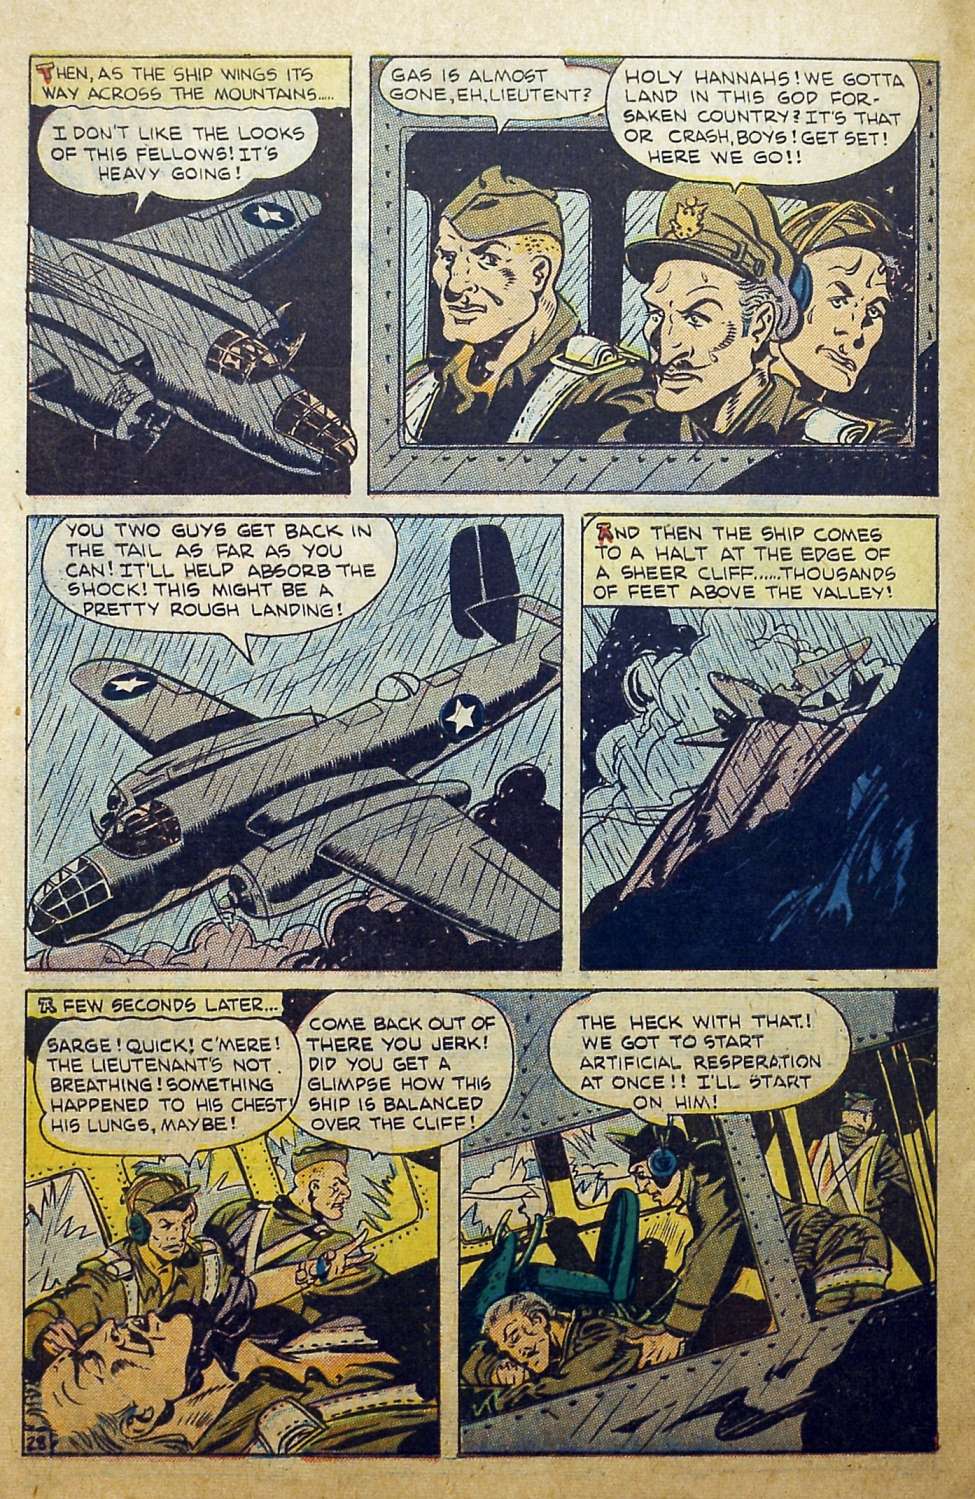 THEN, AS THE SHIP WINGS ITS
WAY ACROSS THE MOUNTAINS.....
I DON'T LIKE THE LOOKS
OF THIS FELLOWS! IT'S
HEAVY GOING!
GAS IS ALMOST
GONE, EH, LIEUTENT?
HOLY HANNAHS! WE GOTTA
LAND IN THIS GOD FOR-
SAKEN COUNTRY? IT'S THAT
OR CRASH, BOYS! GET SET!
HERE WE GO!!
YOU TWO GUYS GET BACK IN
THE TAIL AS FAR AS YOU
CAN! IT'LL HELP ABSORB THE
SHOCK! THIS MIGHT BE A
PRETTY ROUGH LANDING!
AND THEN THE SHIP COMES
TO A HALT AT THE EDGE OF
A SHEER CLIFF......THOUSANDS
OF FEET ABOVE THE VALLEY!
A FEW SECONDS LATER...
SARGE! QUICK! C'MERE!
THE LIEUTENANT'S NOT
BREATHING! SOMETHING
HAPPENED TO HIS CHEST!
HIS LUNGS, MAYBE!
COME BACK OUT OF
THERE YOU JERK!
DID YOU GET A
GLIMPSE HOW THIS
SHIP IS BALANCED
OVER THE CLIFF!
THE HECK WITH THAT!
WE GOT TO START
ARTIFICIAL RESPERATION
AT ONCE!! I'LL START
ON HIM!
28